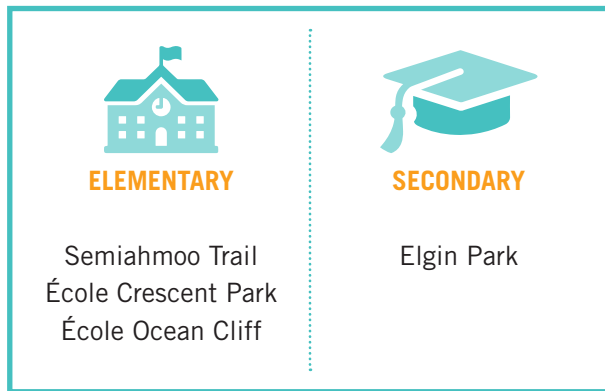 ELEMENTARY
Semiahmoo Trail
École Crescent Park
École Ocean Cliff
SECONDARY
Elgin Park